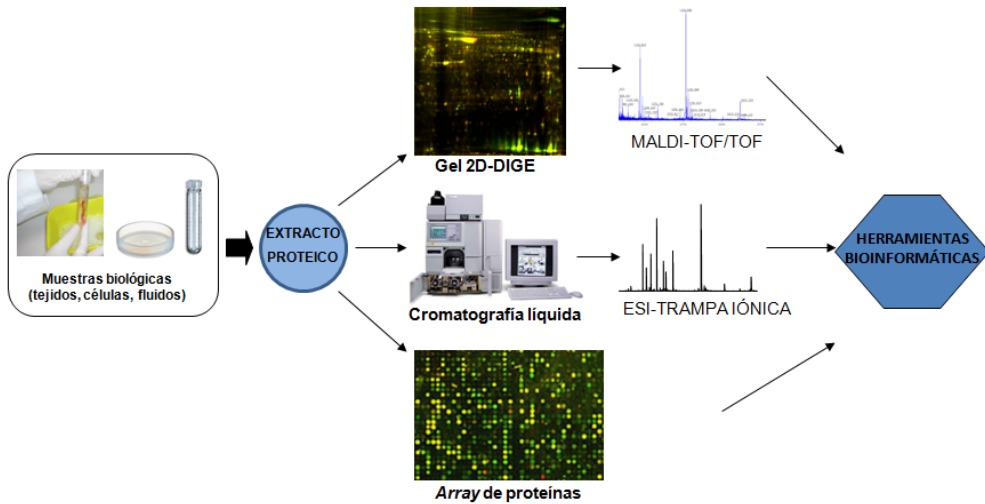 Gel 2D-DIGE
MALDI-TOF/TOF
Muestras biológicas
(tejidos, células, fluidos)
EXTRACTO
PROTEICO
Cromatografía líquida
ESI-TRAMPA IÓNICA
HERRAMIENTAS
BIOINFORMÁTICAS
Array de proteínas